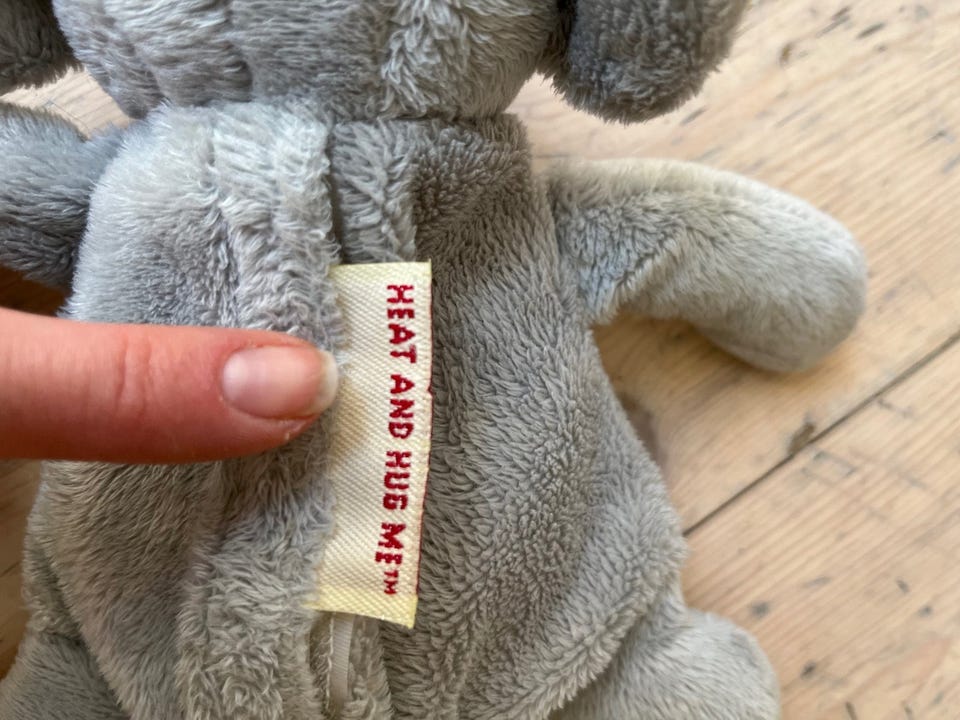 HEAT AND HUG ME™